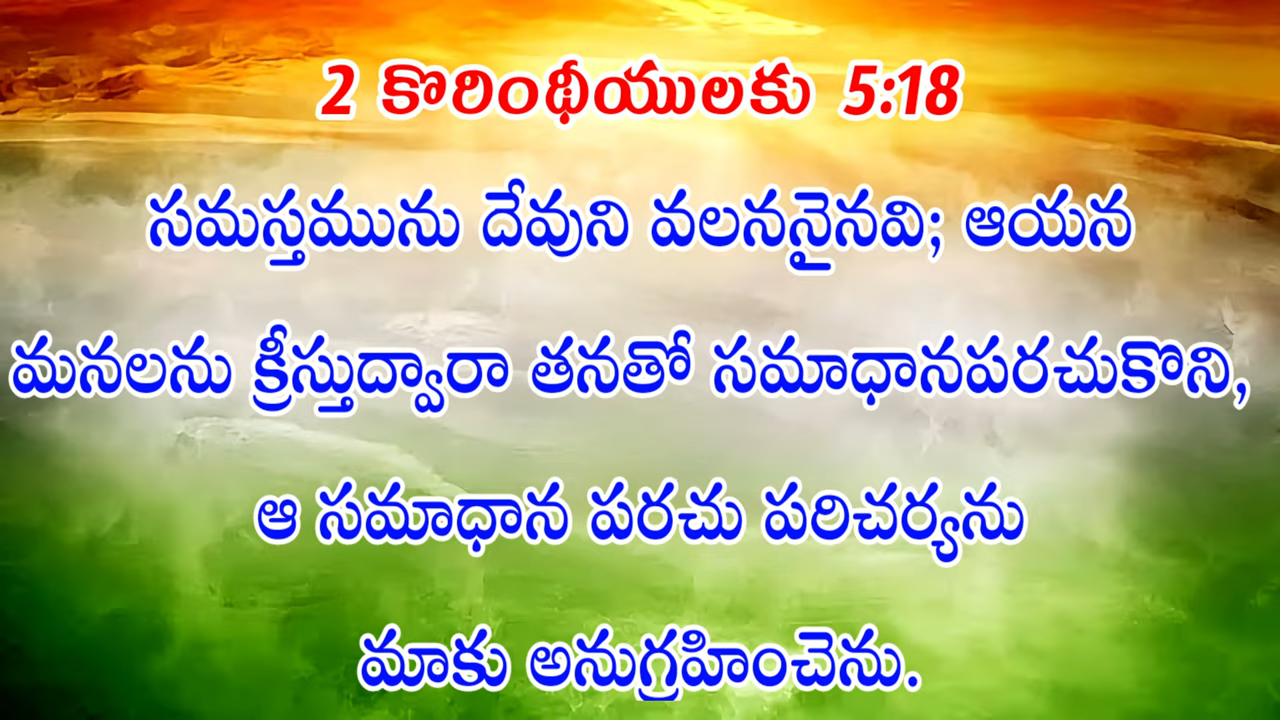 2 కొరింథీయులకు 5:18
సమస్తమును దేవుని వలననైనవి; ఆయన
మనలను క్రీస్తుద్వారా తనతో సమాధానపరచుకొని,
ఆ సమాధాన పరచు పరిచర్యను
మాకు అనుగ్రహించెను.